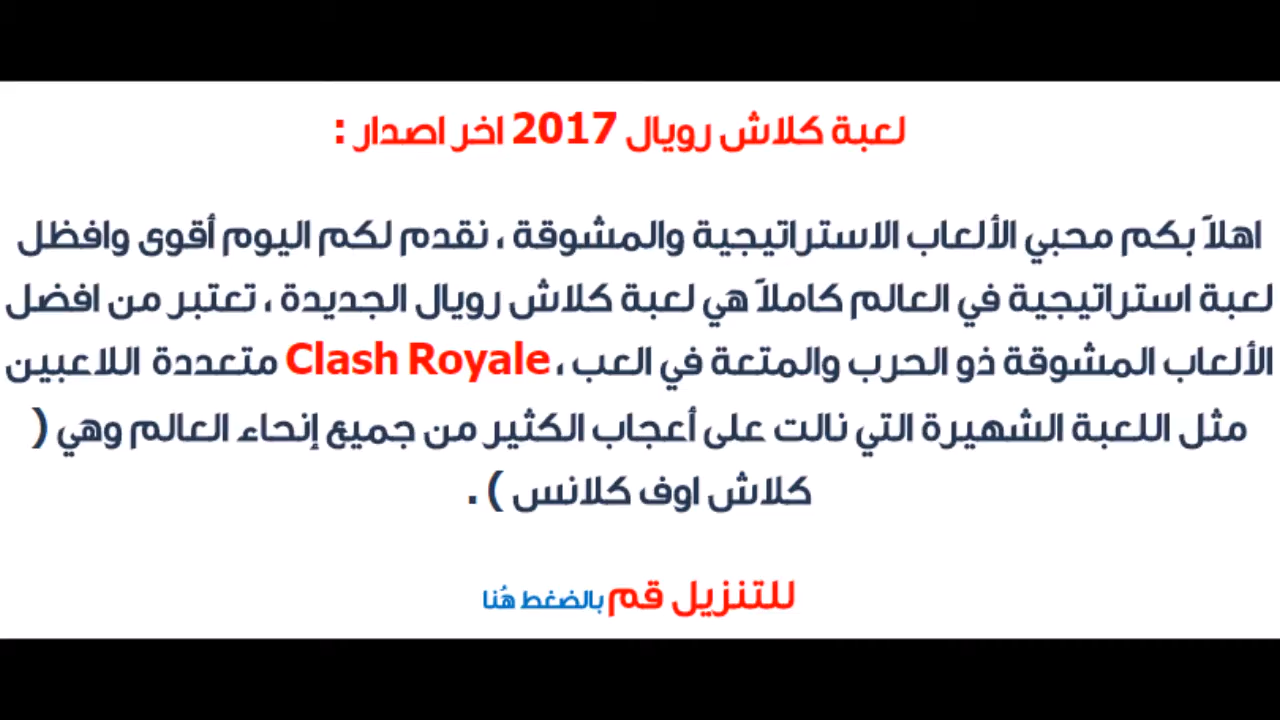 لعبة كلاش رويال 2017 اخر اصدار :
اهلاً بكم محبي الألعاب الاستراتيجية والمشوقة ، نقدم لكم اليوم أقوى وافظل
لعبة استراتيجية في العالم كاملاً هي لعبة كلاش رويال الجديدة ، تعتبر من افضل
الألعاب المشوقة ذو الحرب والمتعة في العب ، Clash Royale متعددة اللاعبين
مثل اللعبة الشهيرة التي نالت على أعجاب الكثير من جميع إنحاء العالم وهي (
كلاش اوف كلانس ) .
للتنزيل قم بالضغط هُنا